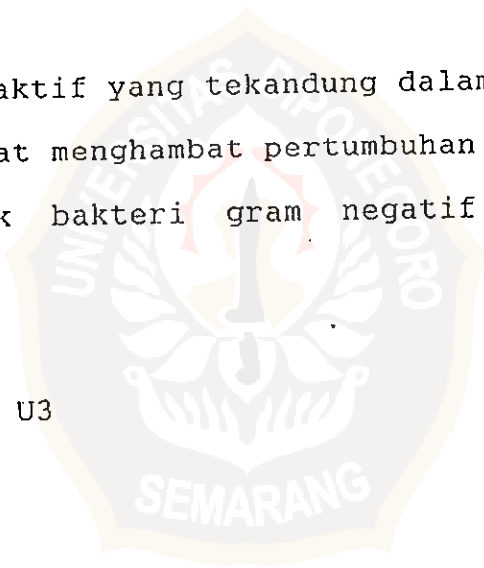 aktif yang tekandung dalam
at menghambat pertumbuhan
bakteri gram negatif
U3
UNIVERSITAS DIPONEGORO
SEMARANG